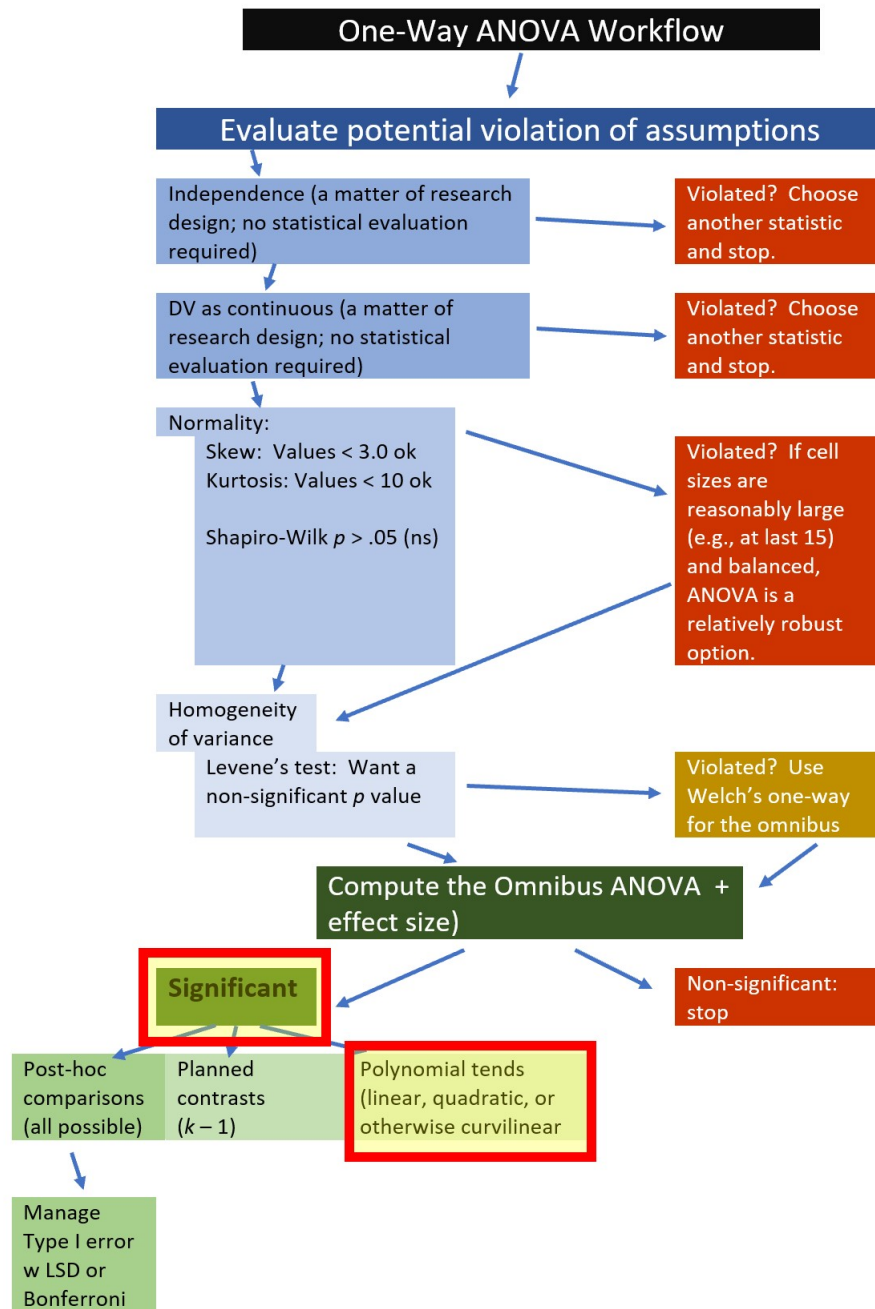 One-Way ANOVA Workflow
Evaluate potential violation of assumptions
Independence (a matter of research
design; no statistical evaluation
required)
Violated?  Choose
another statistic
and stop.
DV as continuous (a matter of
research design; no statistical
evaluation required)
Violated?  Choose
another statistic
and stop.
Normality:
Skew:  Values < 3.0 ok
Kurtosis: Values < 10 ok
Shapiro-Wilk p > .05 (ns)
Violated?  If cell
sizes are
reasonably large
(e.g., at last 15)
and balanced,
ANOVA is a
relatively robust
option.
Homogeneity
of variance
Levene's test:  Want a
non-significant p value
Violated?  Use
Welch's one-way
for the omnibus
Compute the Omnibus ANOVA  +
effect size)
Significant
Non-significant:
stop
Post-hoc
comparisons
(all possible)
Planned
contrasts
(k – 1)
Polynomial tends
(linear, quadratic, or
otherwise curvilinear
Manage
Type I error
w LSD or
Bonferroni